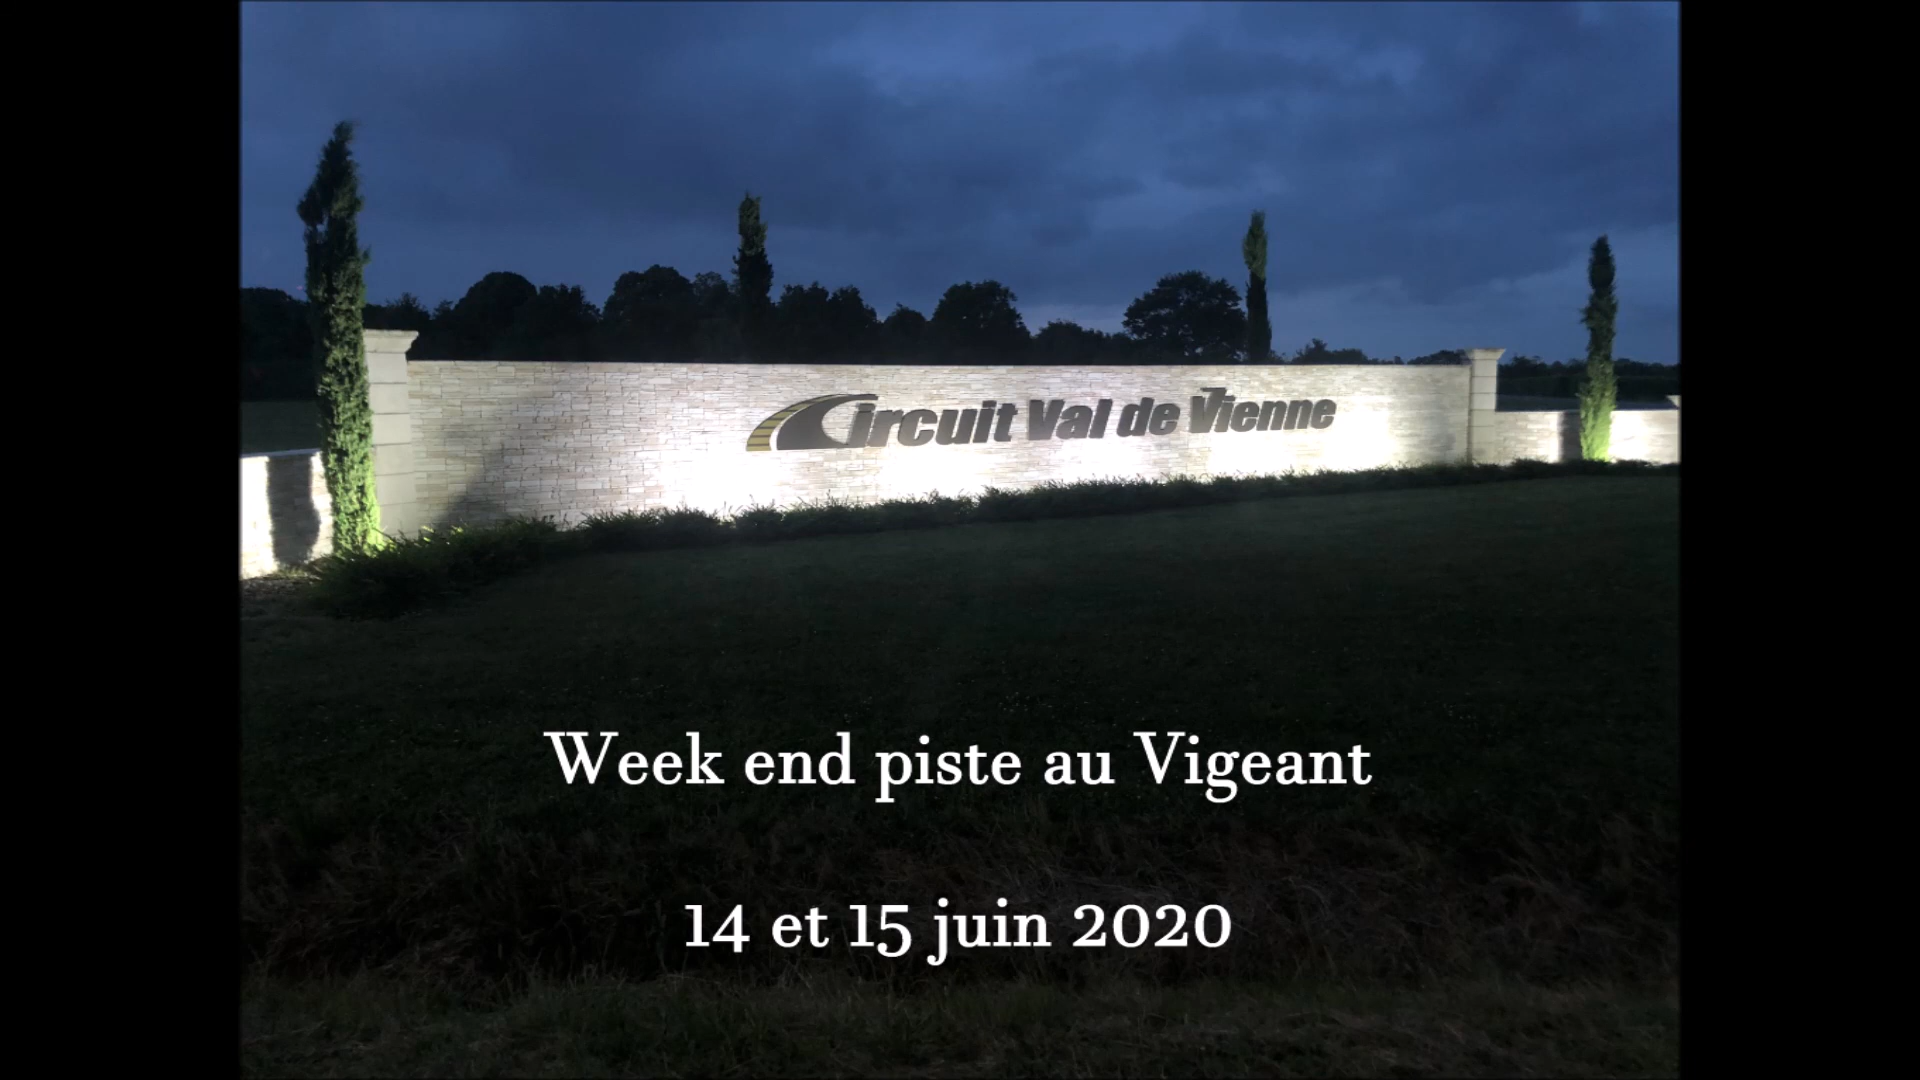 Circuit Val de Vienne
Week end piste au Vigeant
14 et 15 juin 2020